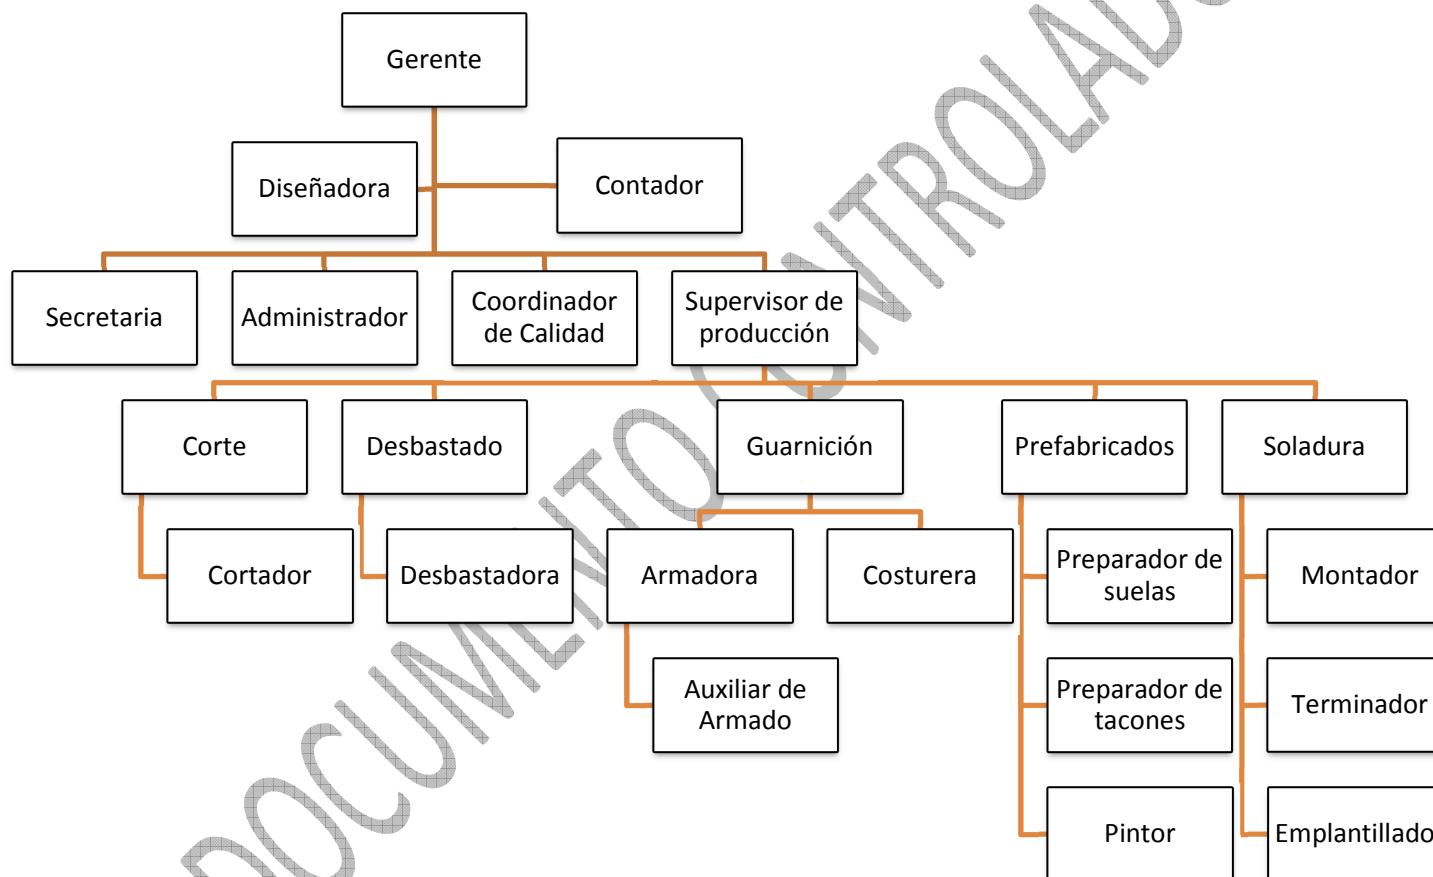 Gerente
Diseñadora
Contador
Secretaria
Administrador
Coordinador
de Calidad
Supervisor de
producción
Corte
Desbastado
Guarnición
Prefabricados
Soladura
Cortador
Desbastadora
Armadora
Costurera
Preparador de
suelas
Montador
Auxiliar de
Armado
Preparador de
tacones
Terminador
Pintor
Emplantillado
DOCUMENTO CONTROLADO